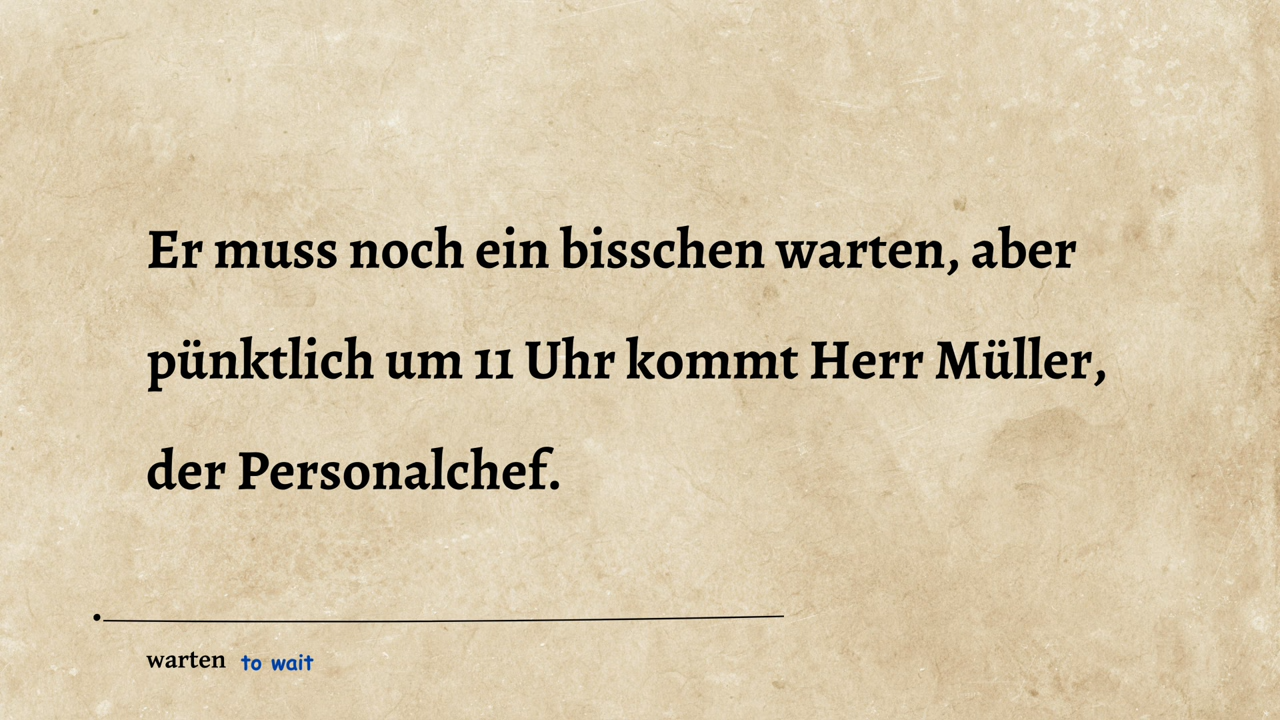 Er muss noch ein bisschen warten, aber
pünktlich um 11 Uhr kommt Herr Müller,
der Personalchef.
warten to wait